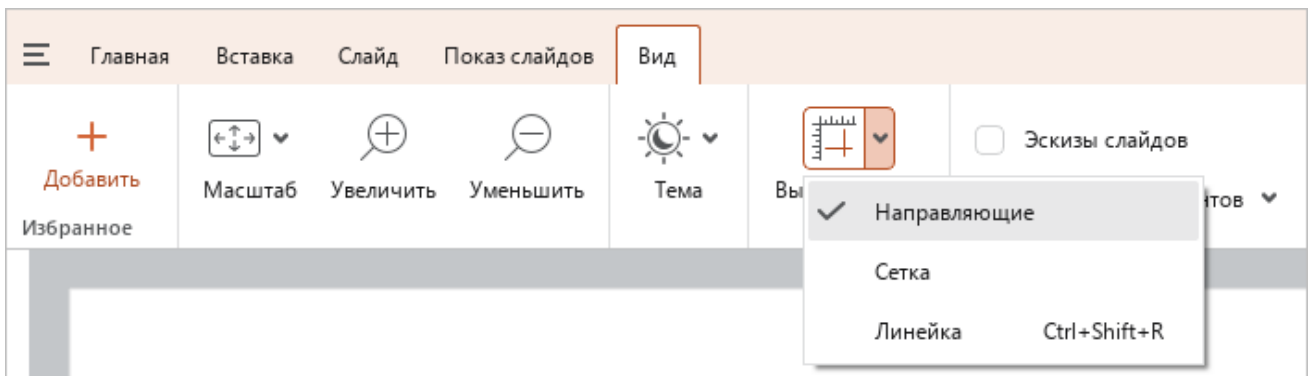 Главная Вставка Слайд Показ слайдов Вид
Эскизы слайдов
Добавить Масштаб Увеличить Уменьшить Тема
Избранное
Направляющие
Сетка
Линейка Ctrl+Shift+R